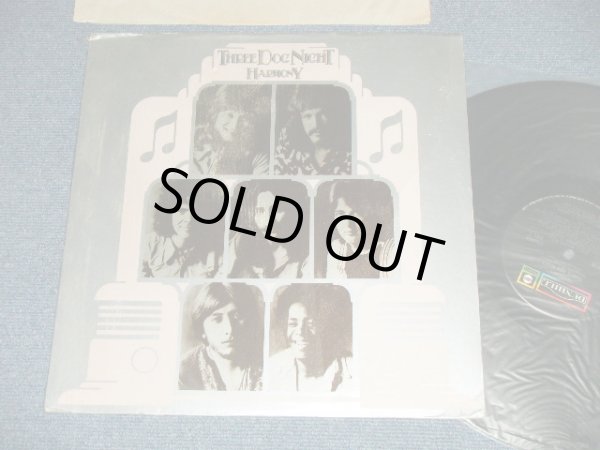 THREE DOG NIGHT
HARMONY
SOLD OUT